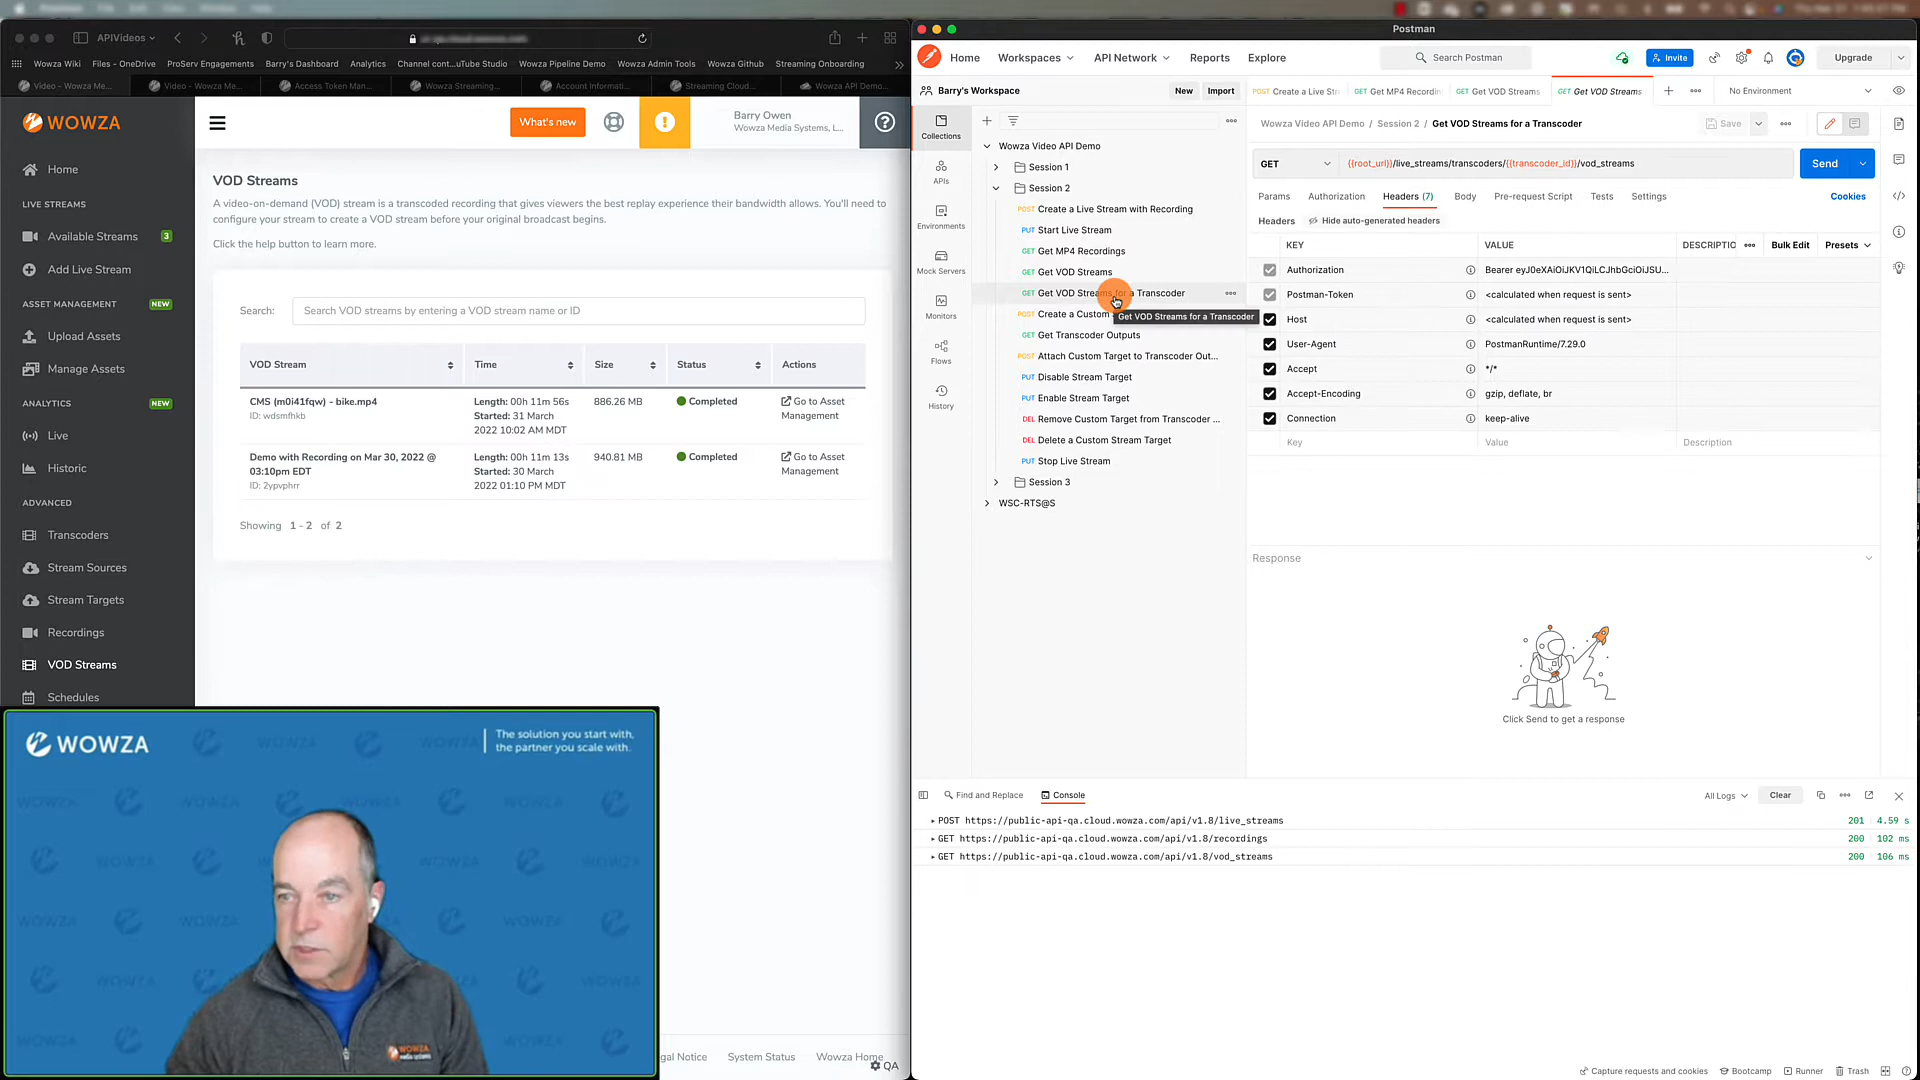 APIVideos
Wowza Wiki Files - OneDrive ProServ Engagements Barry's Dashboard Analytics Channel cont...uTube Studio Wowza Pipeline Demo Wowza Admin Tools Wowza Github Streaming Onboarding
Video - Wowza Me... Video - Wowza Me... Access Token Man... Wowza Streaming... Account Informati... Streaming Cloud... Wowza API Demo...
WOWZA
What's new
Barry Owen
Wowza Media Systems, L...
Home
LIVE STREAMS
Available Streams 3
Add Live Stream
ASSET MANAGEMENT NEW
Upload Assets
Manage Assets
ANALYTICS NEW
Live
Historic
ADVANCED
Transcoders
Stream Sources
Stream Targets
Recordings
VOD Streams
Schedules
VOD Streams
A video-on-demand (VOD) stream is a transcoded recording that gives viewers the best replay experience their bandwidth allows. You'll need to
configure your stream to create a VOD stream before your original broadcast begins.
Click the help button to learn more.
Search: Search VOD streams by entering a VOD stream name or ID
VOD Stream Time Size Status Actions
CMS (m0i41fqw) - bike.mp4
ID: wdsmfhkb
Length: 00h 11m 56s
Started: 31 March
2022 10:02 AM MDT
886.26 MB
Completed
Go to Asset
Management
Demo with Recording on Mar 30, 2022 @
03:10pm EDT
ID: 2ypvphrr
Length: 00h 11m 13s
Started: 30 March
2022 01:10 PM MDT
940.81 MB
Completed
Go to Asset
Management
Showing 1 - 2 of 2
WOWZA
The solution you start with,
the partner you scale with.
WOWZA
media systems
gal Notice System Status Wowza Home
QA
Postman
Home Workspaces API Network Reports Explore
Search Postman
Invite
Upgrade
Barry's Workspace
New Import
POST Create a Live Str GET Get MP4 Recordin GET Get VOD Streams GET Get VOD Streams
No Environment
Collections
APIs
Environments
Mock Servers
Monitors
Flows
History
Wowza Video API Demo
Session 1
Session 2
POST Create a Live Stream with Recording
PUT Start Live Stream
GET Get MP4 Recordings
GET Get VOD Streams
GET Get VOD Streams for a Transcoder
POST Create a Custom
Get VOD Streams for a Transcoder
GET Get Transcoder Outputs
POST Attach Custom Target to Transcoder Out...
PUT Disable Stream Target
PUT Enable Stream Target
DEL Remove Custom Target from Transcoder ...
DEL Delete a Custom Stream Target
PUT Stop Live Stream
Session 3
WSC-RTS@S
Wowza Video API Demo / Session 2 / Get VOD Streams for a Transcoder
Save
GET {{root_url}}/live_streams/transcoders/{{transcoder_id}}/vod_streams
Send
Params Authorization Headers (7) Body Pre-request Script Tests Settings Cookies
Headers Hide auto-generated headers
KEY VALUE DESCRIPTIO Bulk Edit Presets
Authorization Bearer eyJ0eXAiOiJKV1QiLCJhbGciOiJSU...
Postman-Token <calculated when request is sent>
Host <calculated when request is sent>
User-Agent PostmanRuntime/7.29.0
Accept */*
Accept-Encoding gzip, deflate, br
Connection keep-alive
Key Value Description
Response
Click Send to get a response
Find and Replace Console
All Logs Clear
POST https://public-api-qa.cloud.wowza.com/api/v1.8/live_streams 201 4.59 s
GET https://public-api-qa.cloud.wowza.com/api/v1.8/recordings 200 102 ms
GET https://public-api-qa.cloud.wowza.com/api/v1.8/vod_streams 200 106 ms
Capture requests and cookies Bootcamp Runner Trash